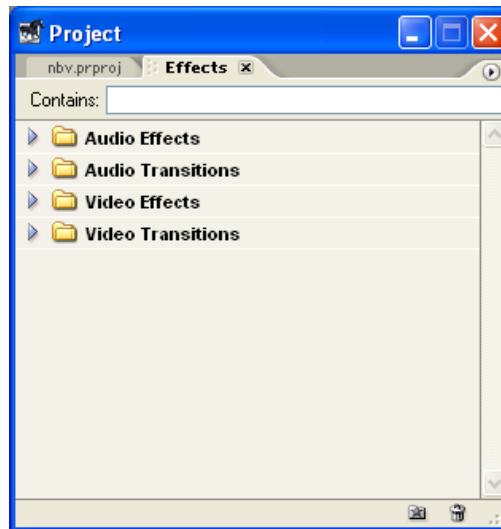 Project
nbv.prproj Effects
Contains:
Audio Effects
Audio Transitions
Video Effects
Video Transitions